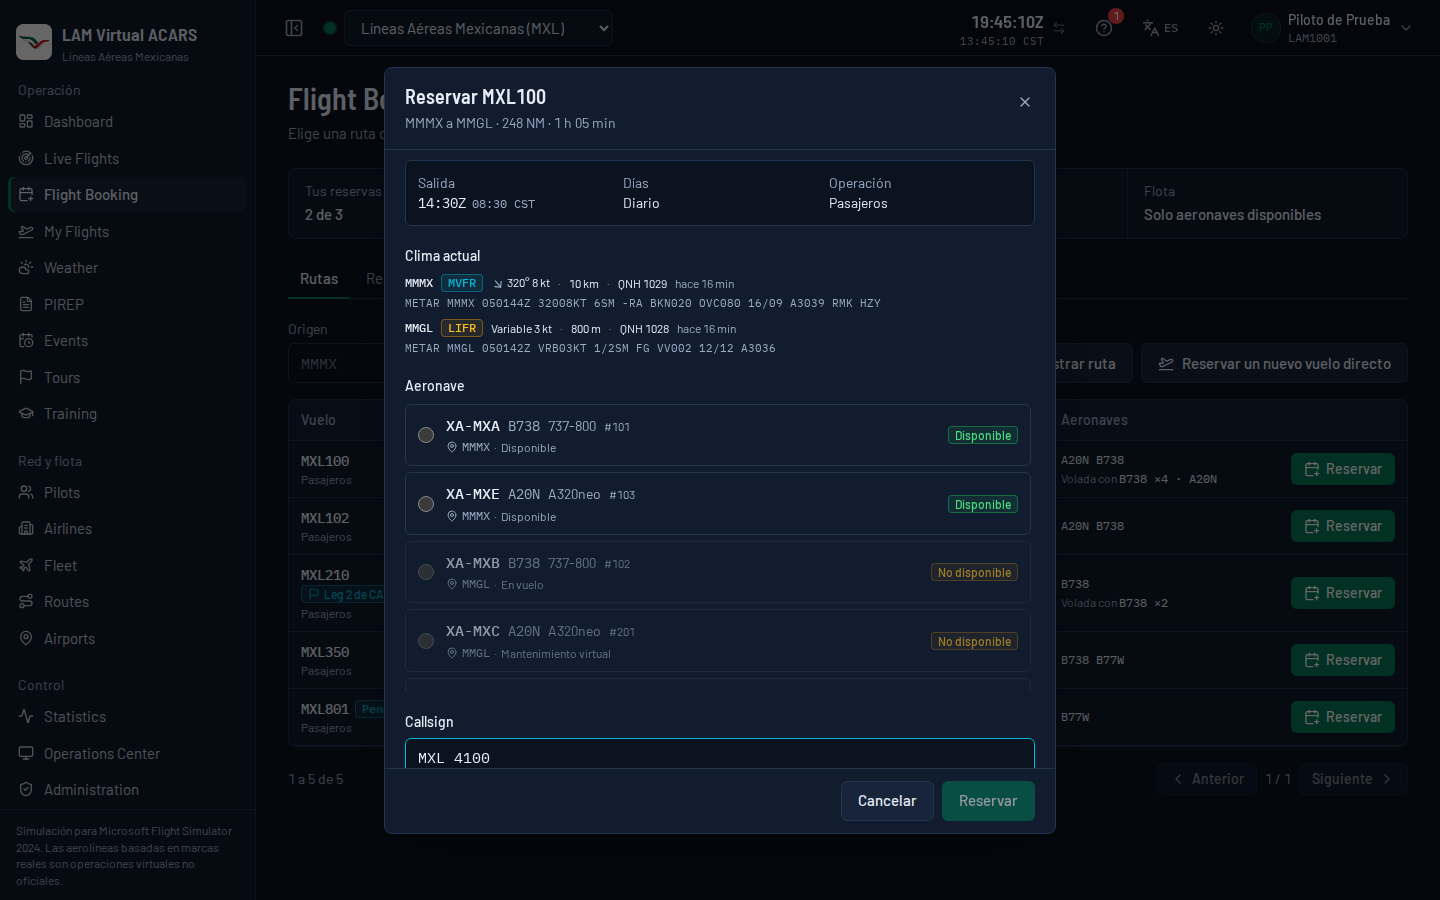 LAM Virtual ACARS
Líneas Aéreas Mexicanas
Operación
Dashboard
Live Flights
Flight Booking
My Flights
Weather
PIREP
Events
Tours
Training
Red y flota
Pilots
Airlines
Fleet
Routes
Airports
Control
Statistics
Operations Center
Administration
Simulación para Microsoft Flight Simulator
2024. Las aerolíneas basadas en marcas
reales son operaciones virtuales no
oficiales.
Líneas Aéreas Mexicanas (MXL)
19:45:10Z
13:45:10 CST
1
ES
PP
Piloto de Prueba
LAM1001
Flight
Elige una ruta
Tus reservas
2 de 3
Flota
Solo aeronaves disponibles
Rutas
Origen
MMMX
ruta
Reservar un nuevo vuelo directo
Vuelo
Aeronaves
MXL100
Pasajeros
A20N B738
Volada con B738 ×4 · A20N
Reservar
MXL102
Pasajeros
A20N B738
Reservar
MXL210
Leg 2 de
Pasajeros
B738
Volada con B738 ×2
Reservar
MXL350
Pasajeros
B738 B77W
Reservar
MXL801
Pasajeros
B77W
Reservar
1 a 5 de 5
Anterior
1 / 1
Siguiente
Reservar MXL100
MMMX a MMGL · 248 NM · 1 h 05 min
Salida
Días
Operación
14:30Z 08:30 CST
Diario
Pasajeros
Clima actual
MMMX MVFR 320° 8 kt · 10 km · QNH 1029 hace 16 min
METAR MMMX 050144Z 32008KT 6SM -RA BKN020 OVC080 16/09 A3039 RMK HZY
MMGL LIFR Variable 3 kt · 800 m · QNH 1028 hace 16 min
METAR MMGL 050142Z VRB03KT 1/2SM FG VV002 12/12 A3036
Aeronave
XA-MXA B738 737-800 #101
MMMX · Disponible
Disponible
XA-MXE A20N A320neo #103
MMMX · Disponible
Disponible
XA-MXB B738 737-800 #102
MMGL · En vuelo
No disponible
XA-MXC A20N A320neo #201
MMGL · Mantenimiento virtual
No disponible
Callsign
MXL 4100
Cancelar
Reservar